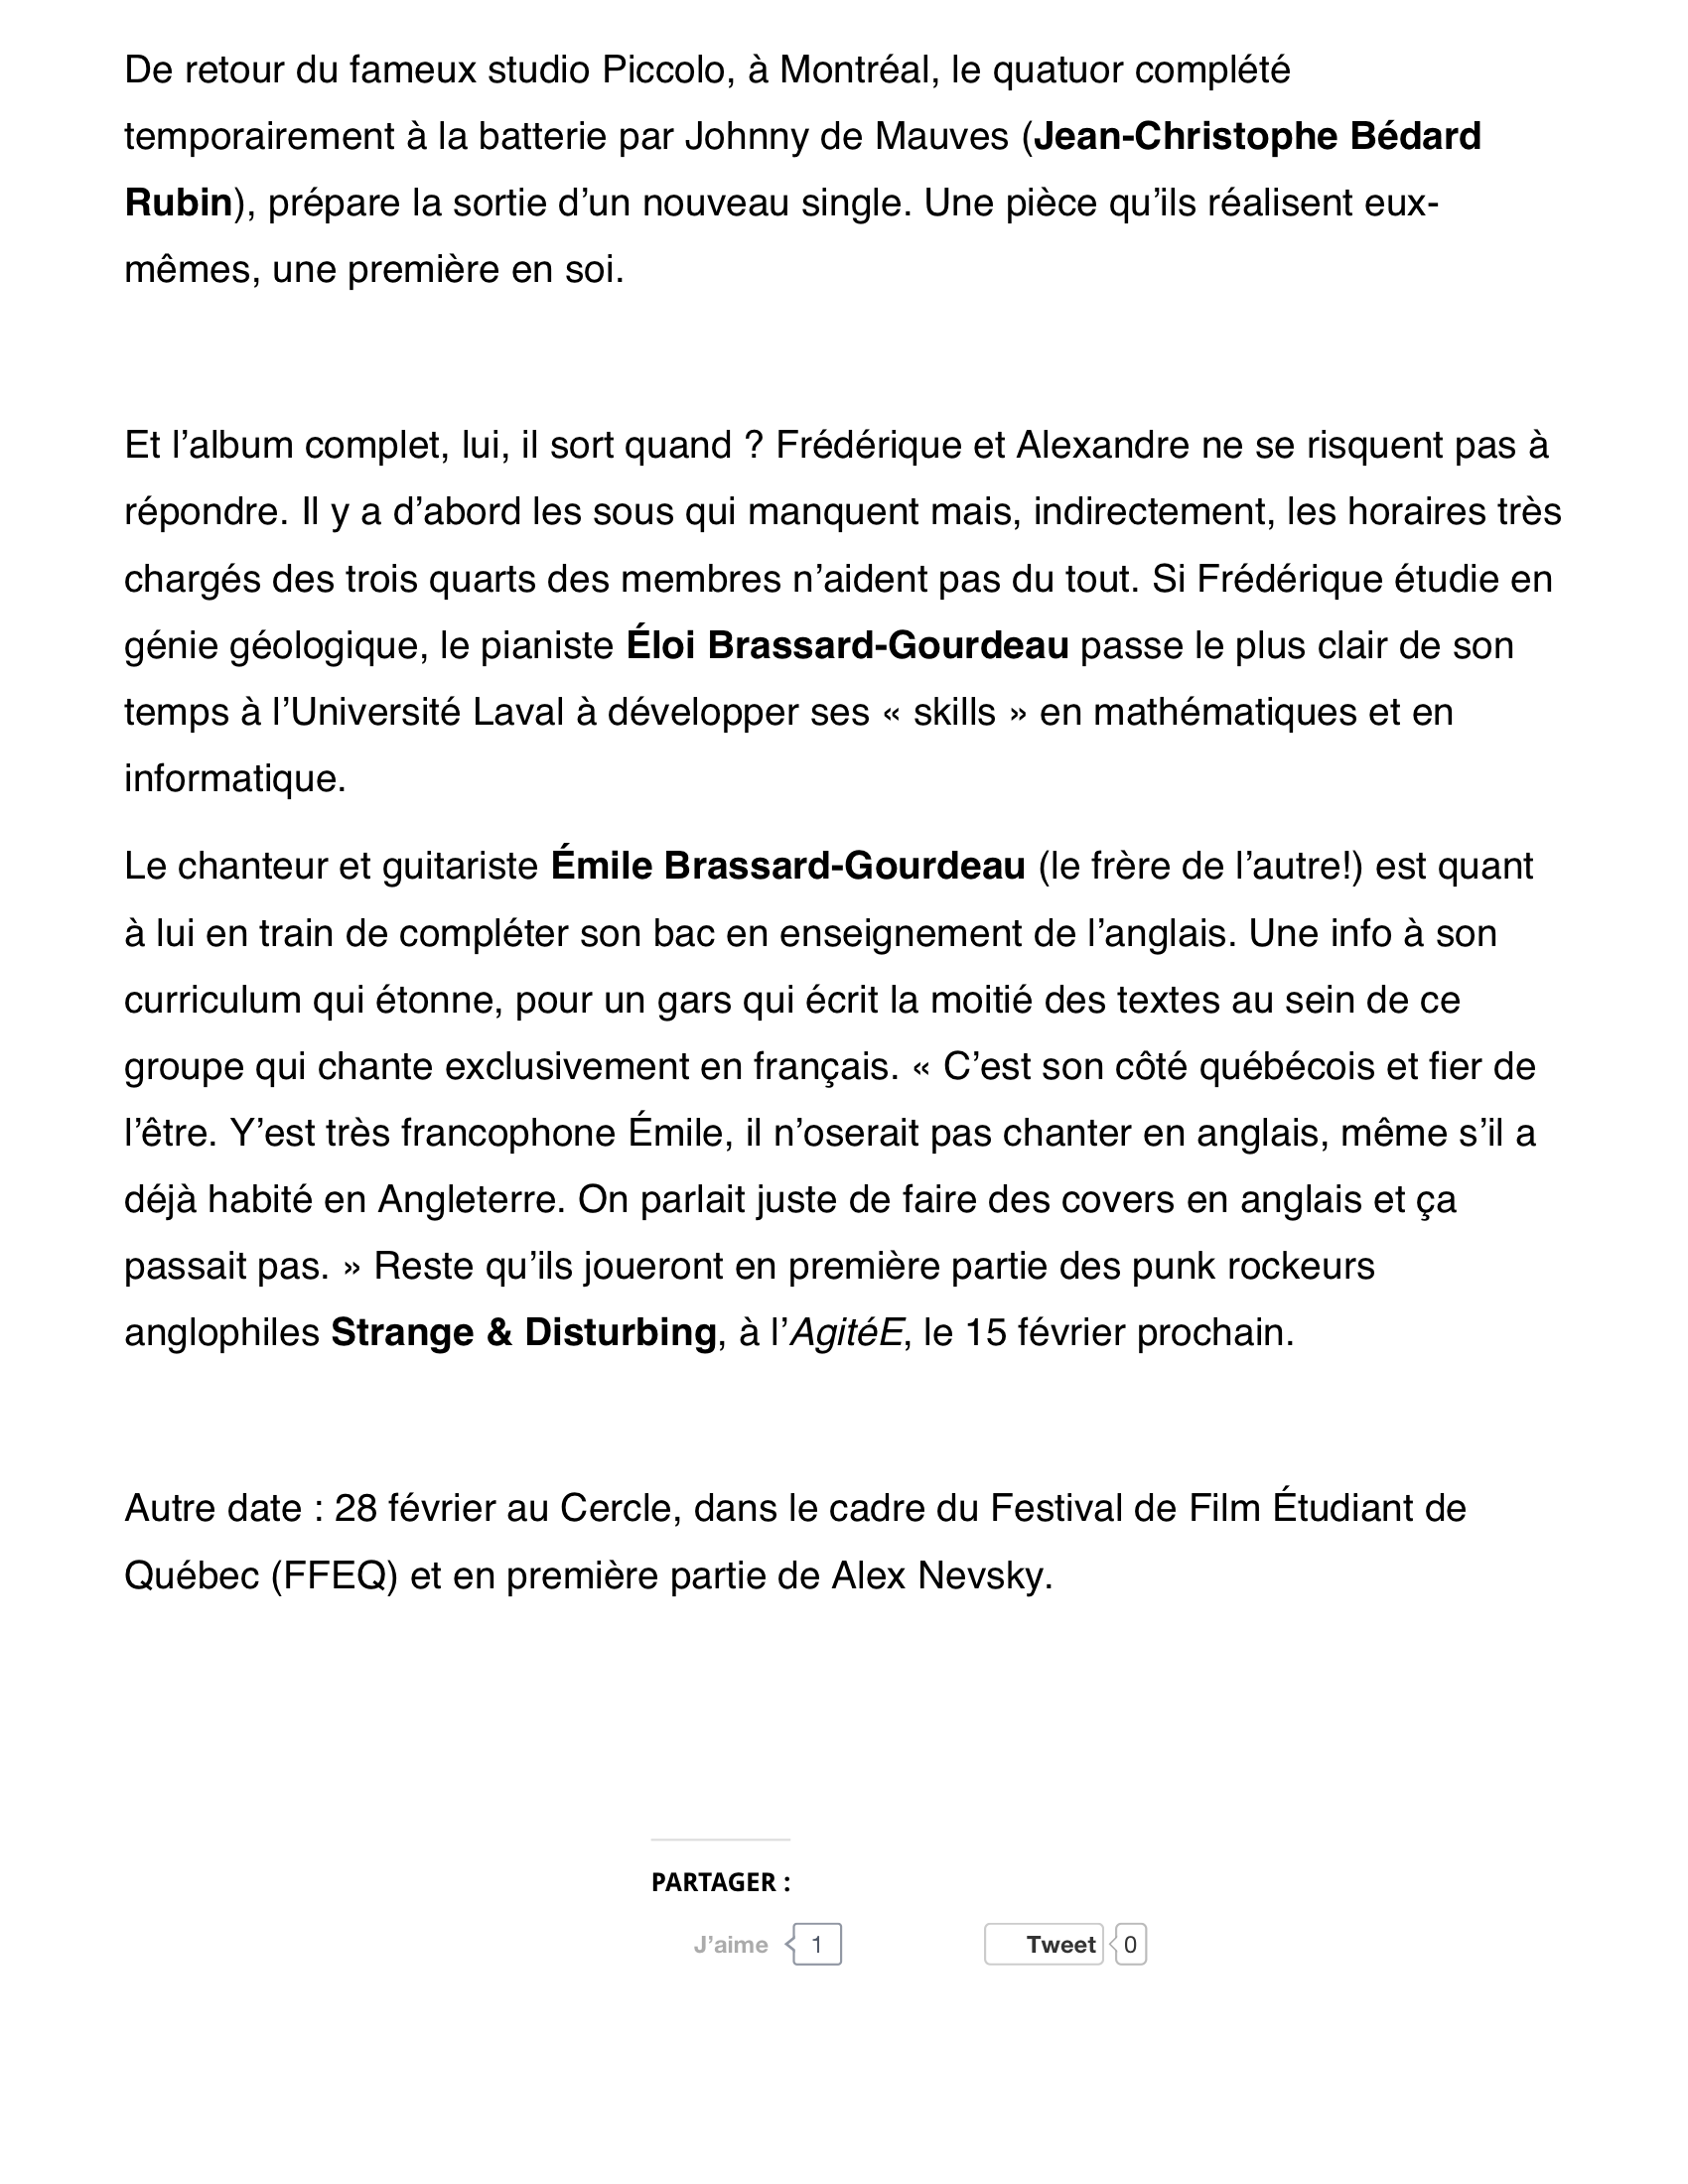 De retour du fameux studio Piccolo, à Montréal, le quatuor complété
temporairement à la batterie par Johnny de Mauves (Jean-Christophe Bédard
Rubin), prépare la sortie d’un nouveau single. Une pièce qu’ils réalisent eux-
mêmes, une première en soi.
Et l’album complet, lui, il sort quand ? Frédérique et Alexandre ne se risquent pas à
répondre. Il y a d’abord les sous qui manquent mais, indirectement, les horaires très
chargés des trois quarts des membres n’aident pas du tout. Si Frédérique étudie en
génie géologique, le pianiste Éloi Brassard-Gourdeau passe le plus clair de son
temps à l’Université Laval à développer ses « skills » en mathématiques et en
informatique.
Le chanteur et guitariste Émile Brassard-Gourdeau (le frère de l’autre!) est quant
à lui en train de compléter son bac en enseignement de l’anglais. Une info à son
curriculum qui étonne, pour un gars qui écrit la moitié des textes au sein de ce
groupe qui chante exclusivement en français. « C’est son côté québécois et fier de
l’être. Y’est très francophone Émile, il n’oserait pas chanter en anglais, même s’il a
déjà habité en Angleterre. On parlait juste de faire des covers en anglais et ça
passait pas. » Reste qu’ils joueront en première partie des punk rockeurs
anglophiles Strange & Disturbing, à l’AgitéE, le 15 février prochain.
Autre date : 28 février au Cercle, dans le cadre du Festival de Film Étudiant de
Québec (FFEQ) et en première partie de Alex Nevsky.
PARTAGER :
J’aime 1 Tweet 0